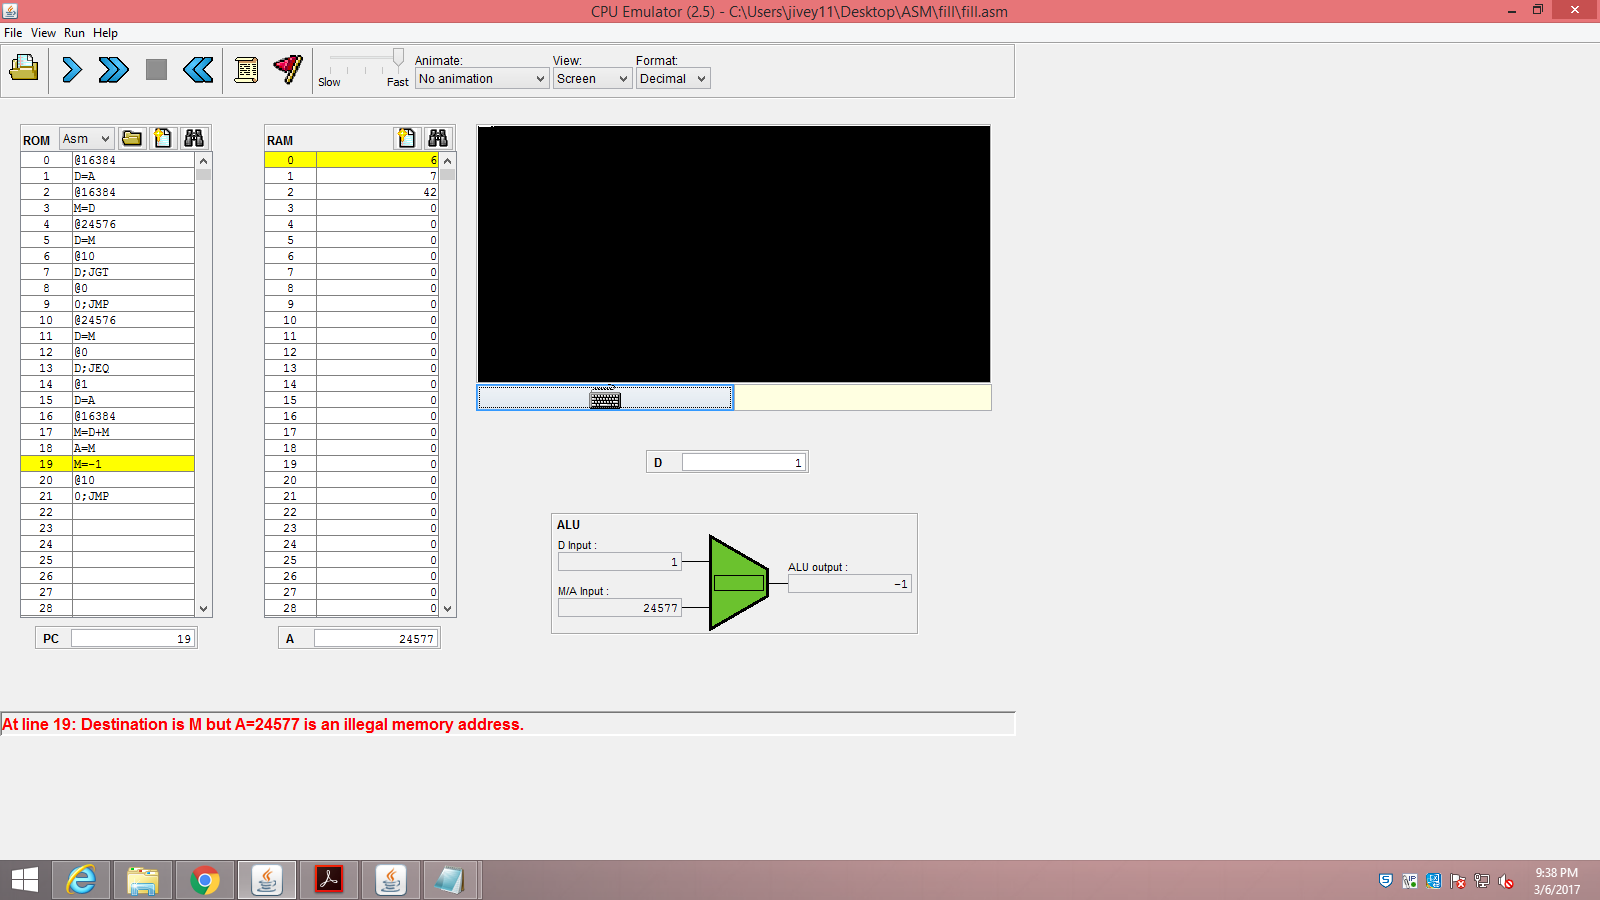 CPU Emulator (2.5) - C:\Users\jivey11\Desktop\ASM\fill\fill.asm
File View Run Help
Slow Fast
Animate:
No animation
View:
Screen
Format:
Decimal
ROM Asm
0 @16384
1 D=A
2 @16384
3 M=D
4 @24576
5 D=M
6 @10
7 D;JGT
8 @0
9 0;JMP
10 @24576
11 D=M
12 @0
13 D;JEQ
14 @1
15 D=A
16 @16384
17 M=D+M
18 A=M
19 M=-1
20 @10
21 0;JMP
22
23
24
25
26
27
28
PC 19
RAM
0 6
1 7
2 42
3 0
4 0
5 0
6 0
7 0
8 0
9 0
10 0
11 0
12 0
13 0
14 0
15 0
16 0
17 0
18 0
19 0
20 0
21 0
22 0
23 0
24 0
25 0
26 0
27 0
28 0
A 24577
D 1
ALU
D Input :
1
M/A Input :
24577
ALU output :
-1
At line 19: Destination is M but A=24577 is an illegal memory address.
9:38 PM
3/6/2017